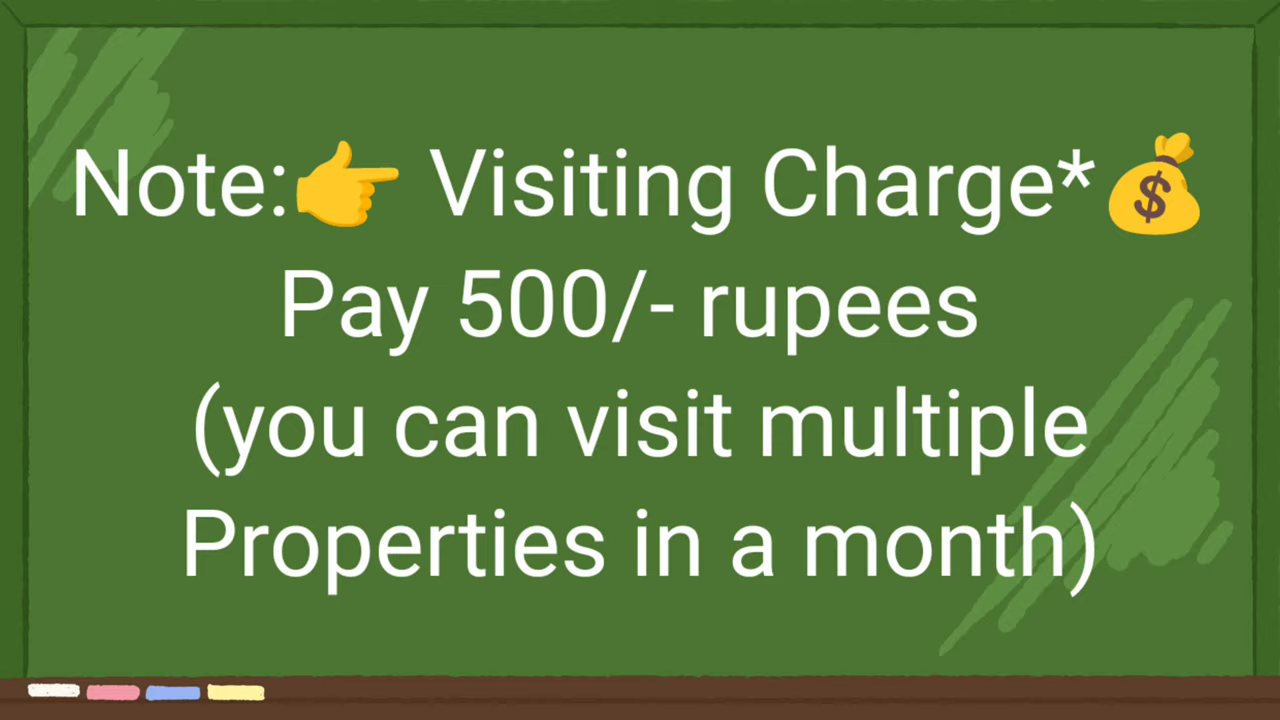 Note:👉 Visiting Charge*💰
Pay 500/- rupees
(you can visit multiple
Properties in a month)